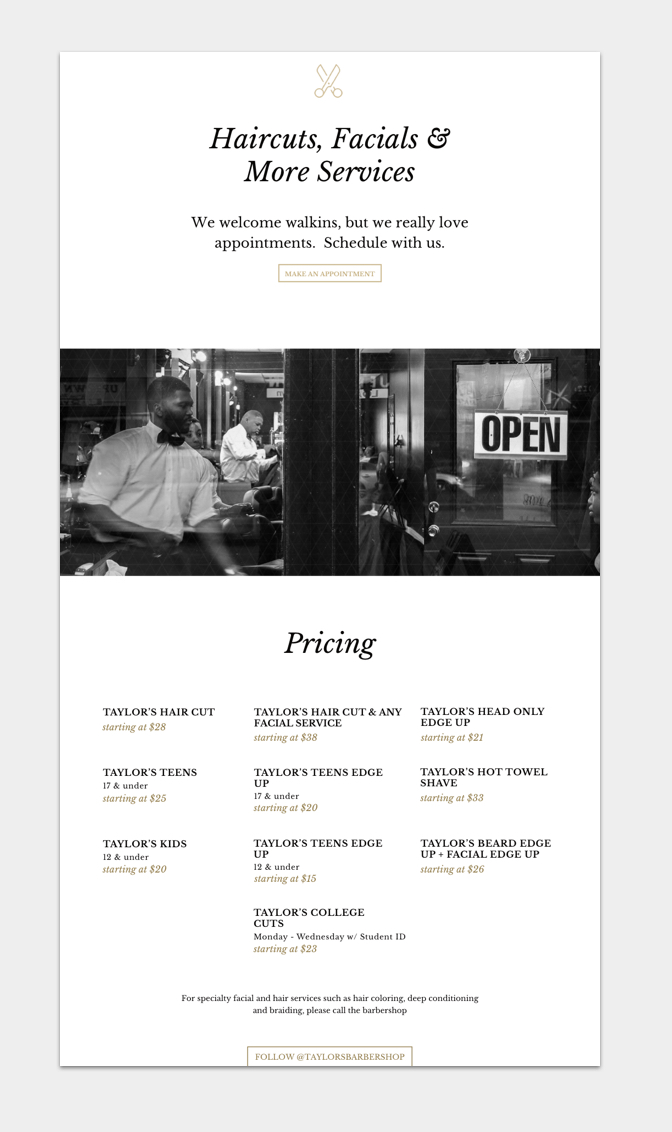 Haircuts, Facials &
More Services
We welcome walkins, but we really love
appointments.  Schedule with us.
MAKE AN APPOINTMENT
OPEN
Pricing
TAYLOR'S HAIR CUT
starting at $28
TAYLOR'S HAIR CUT & ANY
FACIAL SERVICE
starting at $38
TAYLOR'S HEAD ONLY
EDGE UP
starting at $21
TAYLOR'S TEENS
17 & under
starting at $25
TAYLOR'S TEENS EDGE
UP
17 & under
starting at $20
TAYLOR'S HOT TOWEL
SHAVE
starting at $33
TAYLOR'S KIDS
12 & under
starting at $20
TAYLOR'S TEENS EDGE
UP
12 & under
starting at $15
TAYLOR'S BEARD EDGE
UP + FACIAL EDGE UP
starting at $26
TAYLOR'S COLLEGE
CUTS
Monday - Wednesday w/ Student ID
starting at $23
For specialty facial and hair services such as hair coloring, deep conditioning
and braiding, please call the barbershop
FOLLOW @TAYLORSBARBERSHOP